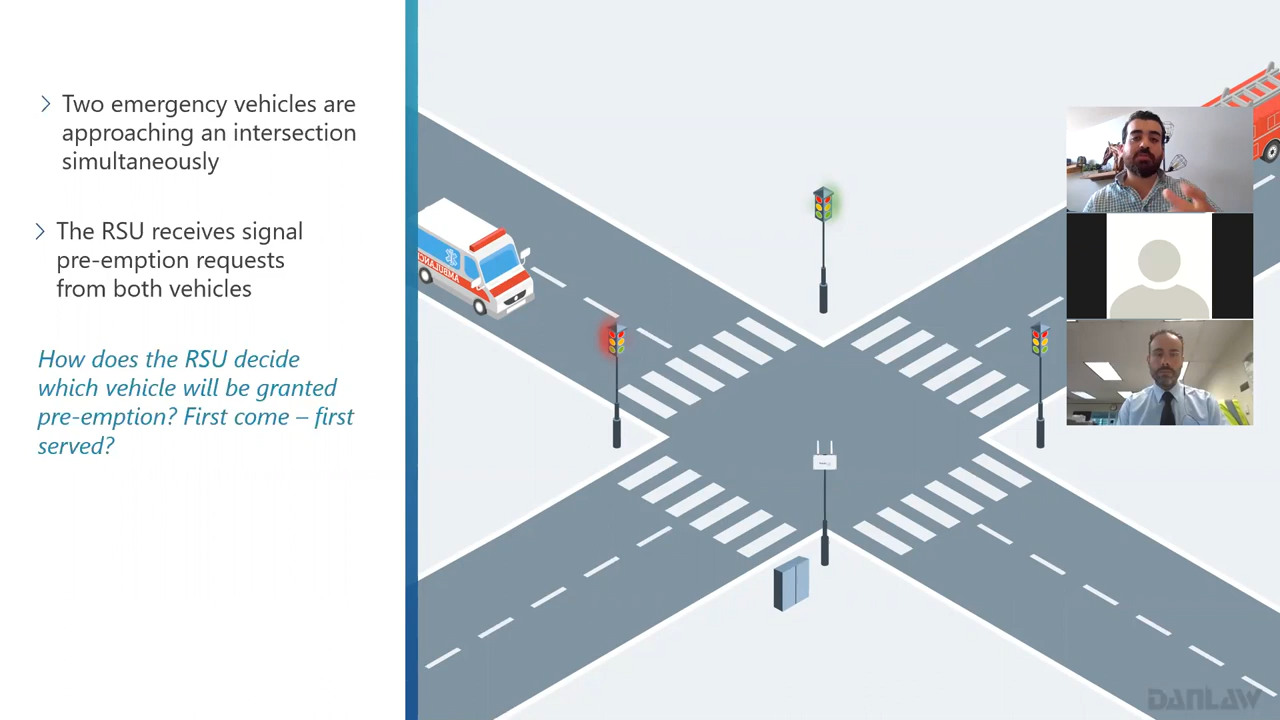 Two emergency vehicles are
approaching an intersection
simultaneously
The RSU receives signal
pre-emption requests
from both vehicles
How does the RSU decide
which vehicle will be granted
pre-emption? First come – first
served?
AMBULANCE
DANLAW